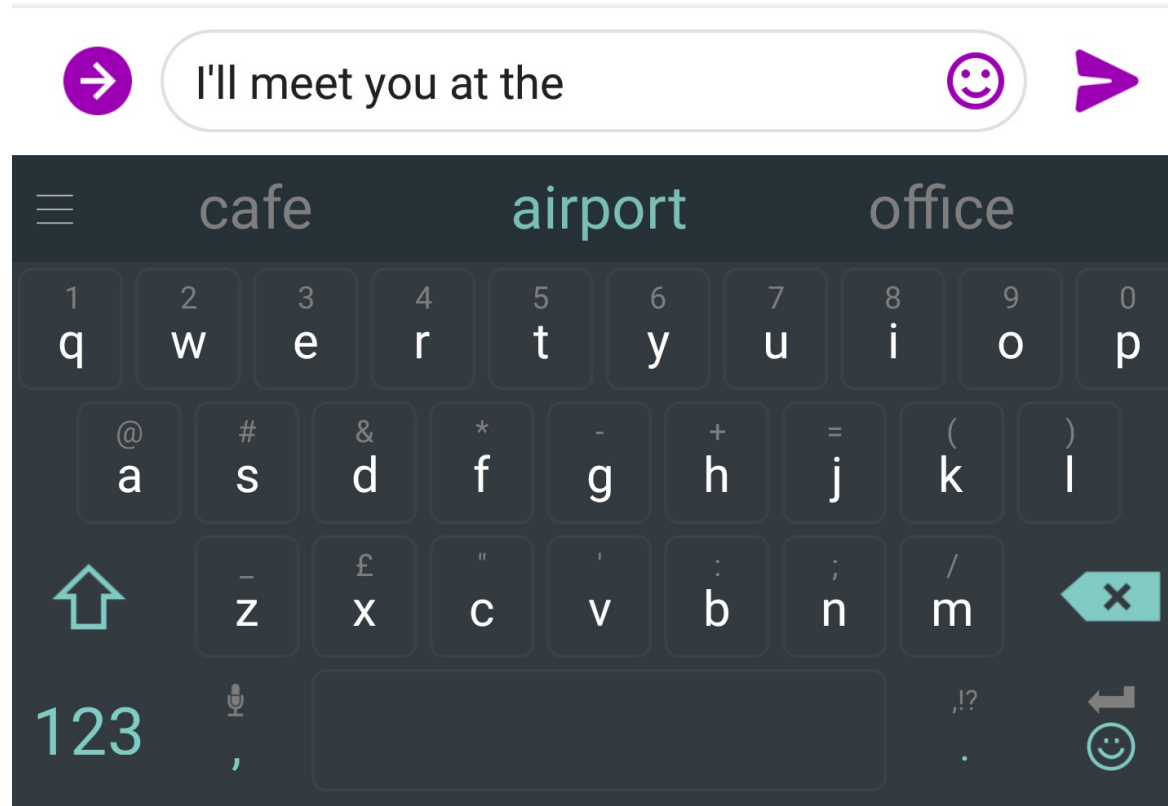 I'll meet you at the
cafe airport office
1 2 3 4 5 6 7 8 9 0
q w e r t y u i o p
@ # & * - + = ( )
a s d f g h j k l
_ £ " ' : ; /
z x c v b n m
,!?
123 , .